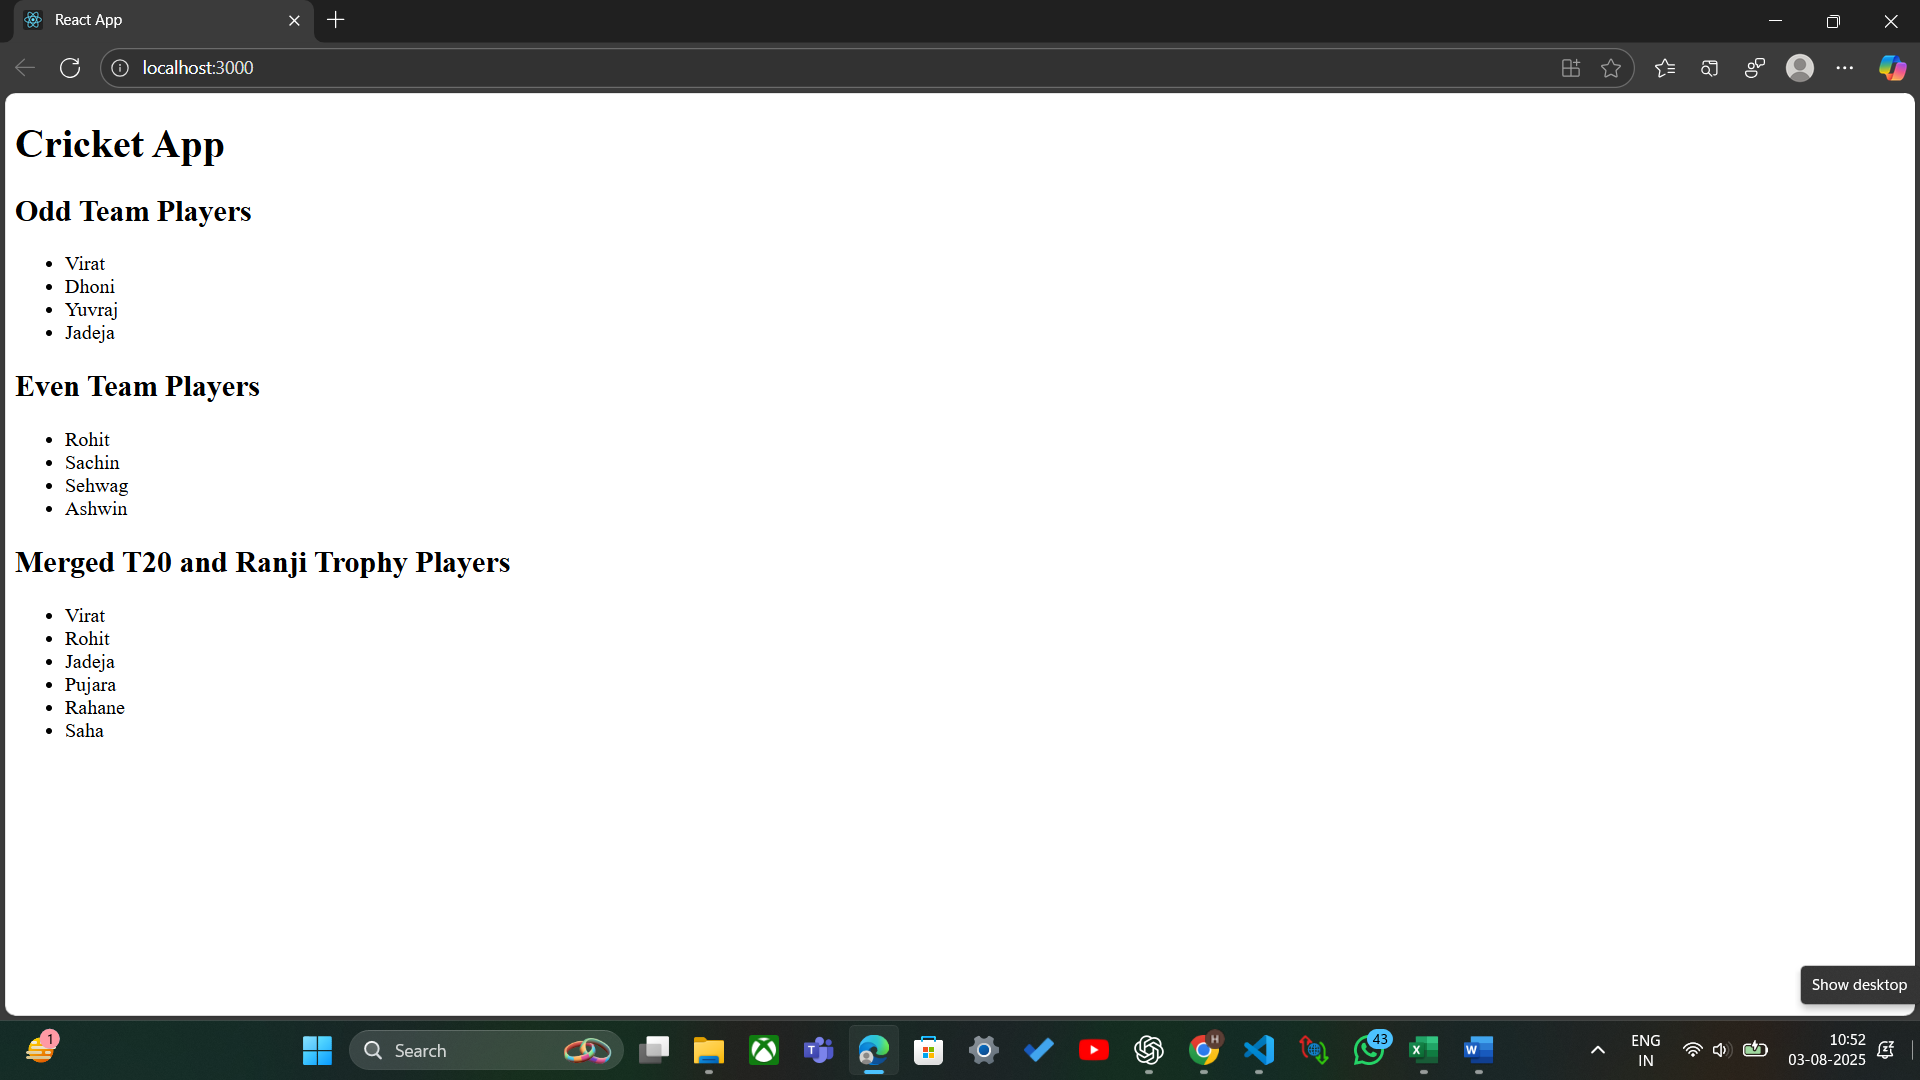 React App
localhost:3000
Cricket App
Odd Team Players
Virat
Dhoni
Yuvraj
Jadeja
Even Team Players
Rohit
Sachin
Sehwag
Ashwin
Merged T20 and Ranji Trophy Players
Virat
Rohit
Jadeja
Pujara
Rahane
Saha
Show desktop
1
Search
T
H
43
X
W
ENG
IN
10:52
03-08-2025